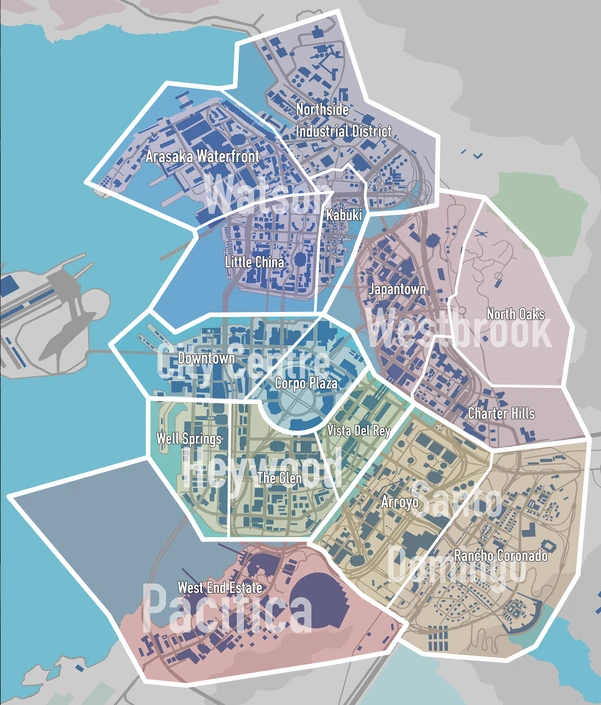 Northside
Industrial District
Arasaka Waterfront
Watson
Kabuki
Little China
Japantown
North Oaks
Westbrook
City Centre
Downtown
Corpo Plaza
Charter Hills
Well Springs
Vista Del Rey
Heywood
The Glen
Arroyo
Santo
Domingo
Rancho Coronado
West End Estate
Pacifica